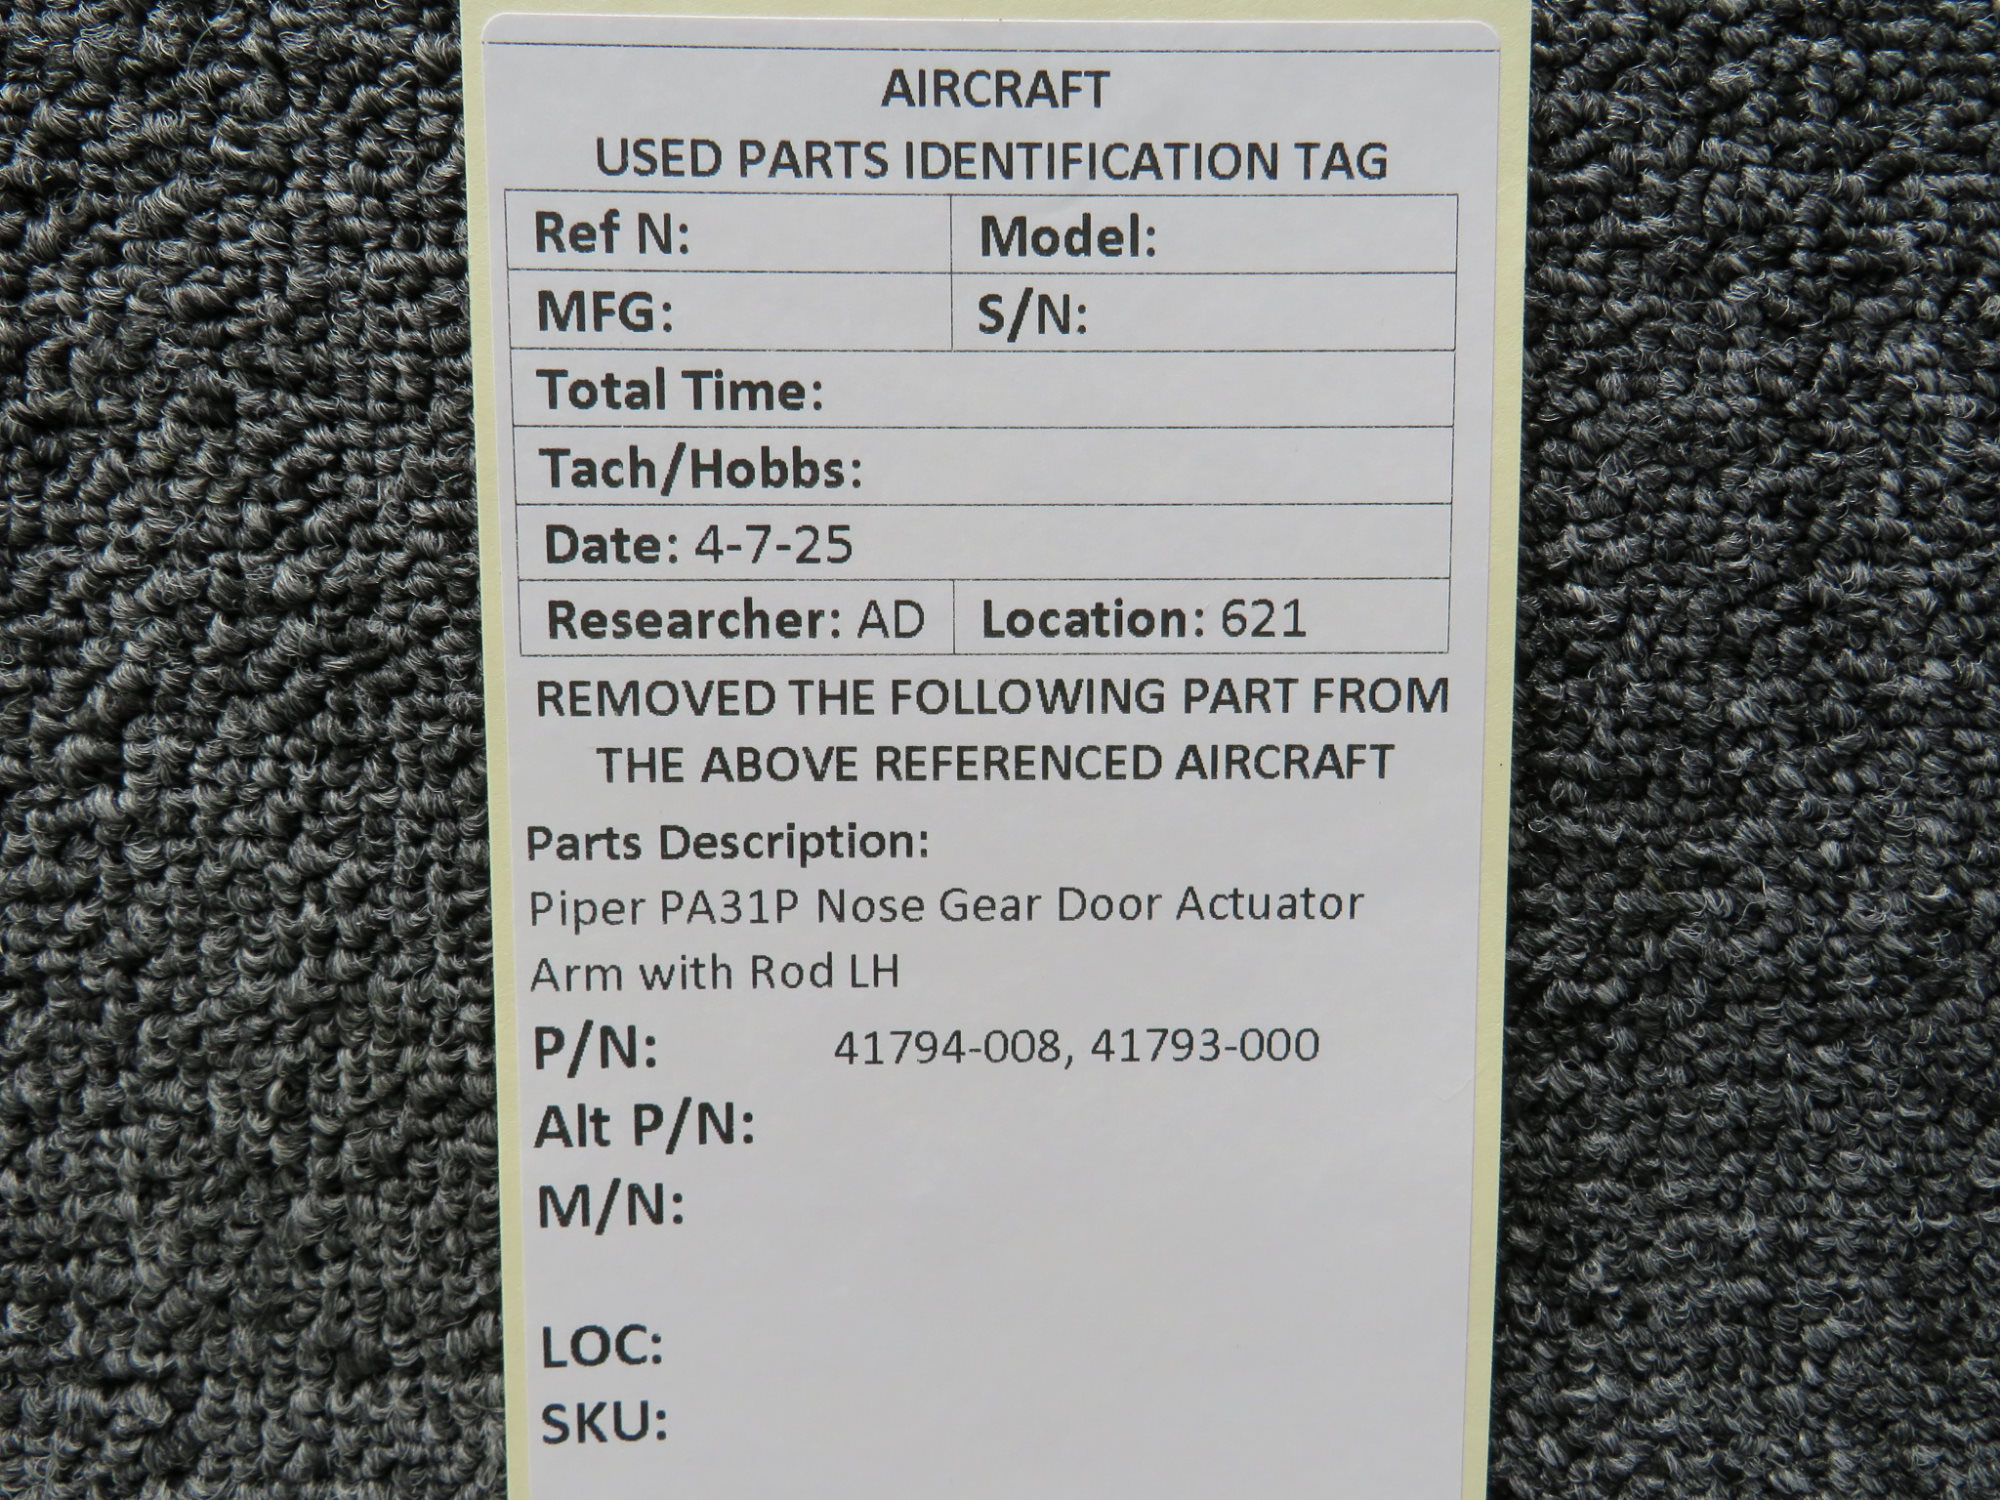 AIRCRAFT
USED PARTS IDENTIFICATION TAG
Ref N: Model:
MFG: S/N:
Total Time:
Tach/Hobbs:
Date: 4-7-25
Researcher: AD Location: 621
REMOVED THE FOLLOWING PART FROM
THE ABOVE REFERENCED AIRCRAFT
Parts Description:
Piper PA31P Nose Gear Door Actuator
Arm with Rod LH
P/N: 41794-008, 41793-000
Alt P/N:
M/N:
LOC:
SKU: